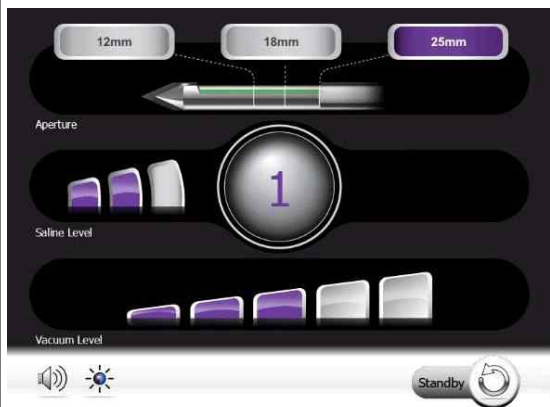 12mm 18mm 25mm
Aperture
1
Saline Level
Vacuum Level
Standby